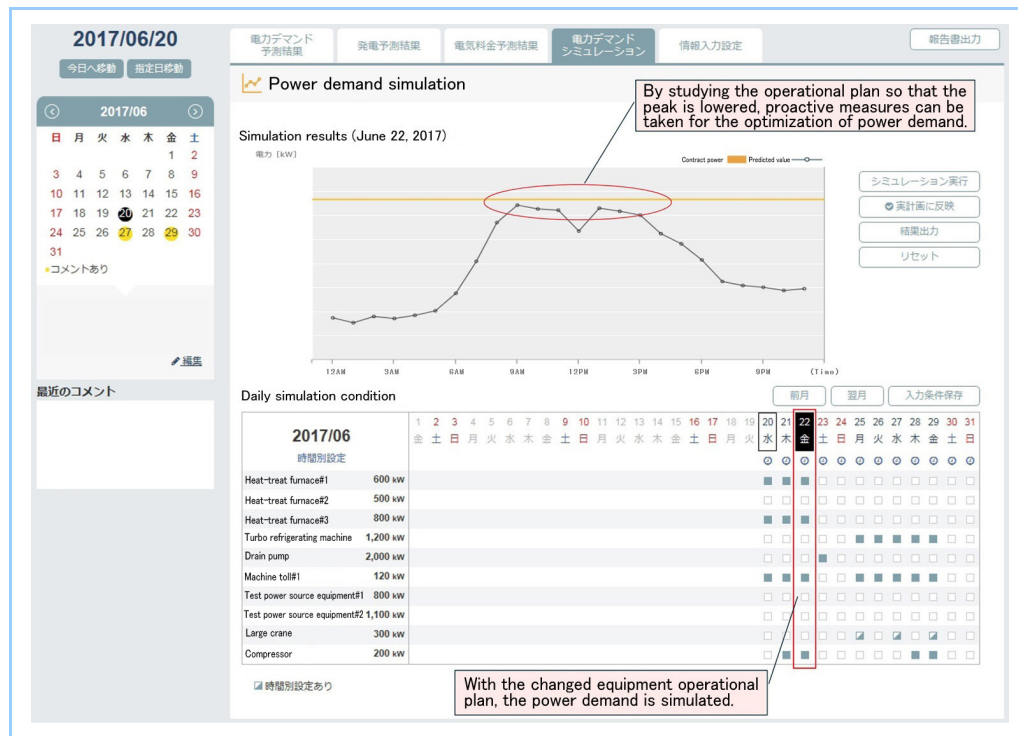 2017/06/20
今日へ移動 指定日移動
電力デマンド
予測結果
発電予測結果
電気料金予測結果
電力デマンド
シミュレーション
情報入力設定
報告書出力
Power demand simulation
By studying the operational plan so that the
peak is lowered, proactive measures can be
taken for the optimization of power demand.
2017/06
日 月 火 水 木 金 土
1 2
3 4 5 6 7 8 9
10 11 12 13 14 15 16
17 18 19 20 21 22 23
24 25 26 27 28 29 30
31
コメントあり
編集
最近のコメント
Simulation results (June 22, 2017)
電力 [kW]
Contract power Predicted value
シミュレーション実行
実計画に反映
結果出力
リセット
12AM 3AM 6AM 9AM 12PM 3PM 6PM 9PM (Time)
Daily simulation condition
前月 翌月 入力条件保存
2017/06
時間別設定
1 2 3 4 5 6 7 8 9 10 11 12 13 14 15 16 17 18 19 20 21 22 23 24 25 26 27 28 29 30 31
金 土 日 月 火 水 木 金 土 日 月 火 水 木 金 土 日 月 火 水 木 金 土 日 月 火 水 木 金 土 日
Heat-treat furnace#1 600 kW
Heat-treat furnace#2 500 kW
Heat-treat furnace#3 800 kW
Turbo refrigerating machine 1,200 kW
Drain pump 2,000 kW
Machine toll#1 120 kW
Test power source equipment#1 800 kW
Test power source equipment#2 1,100 kW
Large crane 300 kW
Compressor 200 kW
時間別設定あり
With the changed equipment operational
plan, the power demand is simulated.